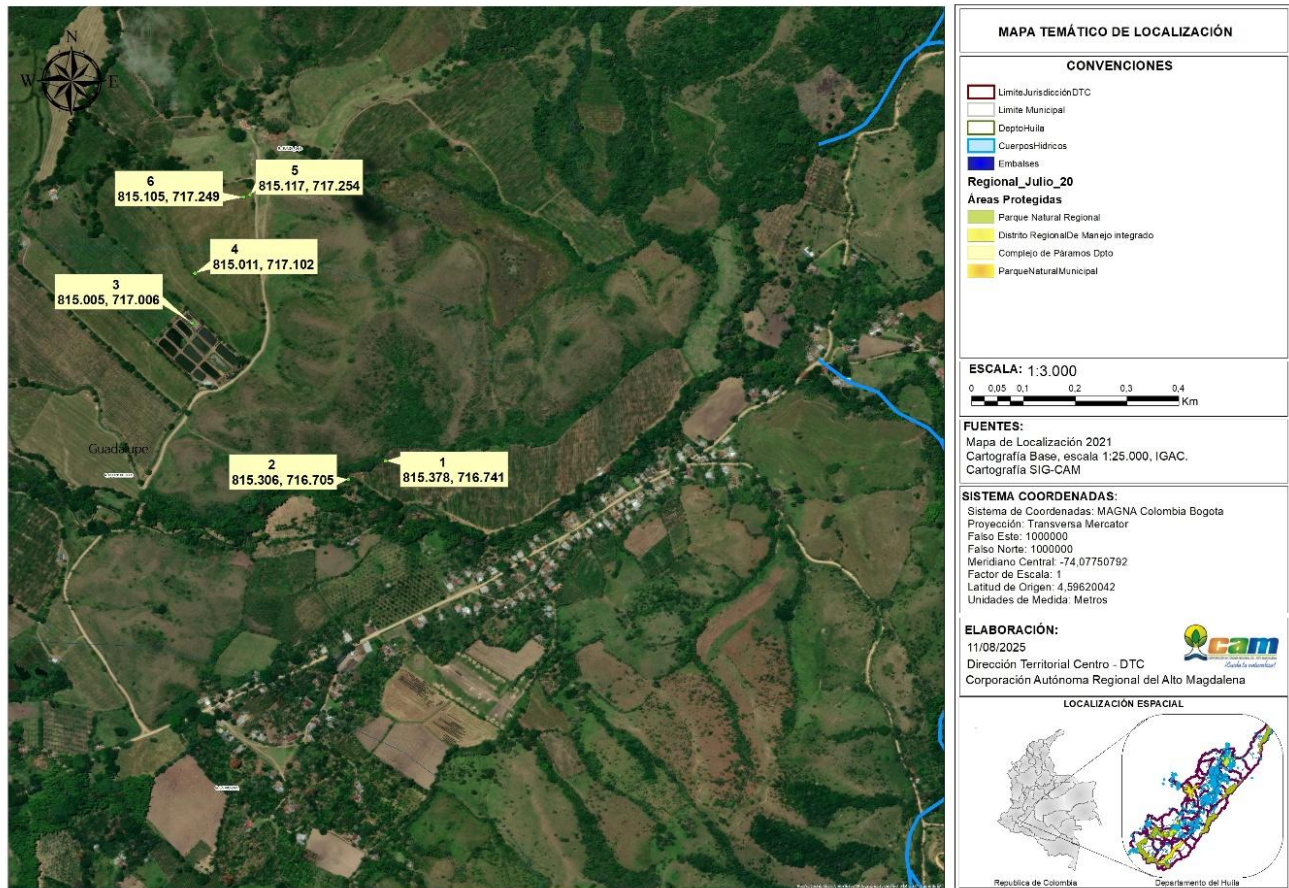 N
W
E
S
6
815.105, 717.249
5
815.117, 717.254
4
815.011, 717.102
3
815.005, 717.006
Guadalupe
2
815.306, 716.705
1
815.378, 716.741
MAPA TEMÁTICO DE LOCALIZACIÓN
CONVENCIONES
LimiteJurisdicciónDTC
Limite Municipal
DeptoHuila
CuerposHidricos
Embalses
Regional_Julio_20
Áreas Protegidas
Parque Natural Regional
Distrito RegionalDe Manejo integrado
Complejo de Páramos Dpto
ParqueNaturalMunicipal
ESCALA: 1:3.000
0 0,05 0,1 0,2 0,3 0,4
Km
FUENTES:
Mapa de Localización 2021
Cartografía Base, escala 1:25.000, IGAC.
Cartografía SIG-CAM
SISTEMA COORDENADAS:
Sistema de Coordenadas: MAGNA Colombia Bogota
Proyección: Transversa Mercator
Falso Este: 1000000
Falso Norte: 1000000
Meridiano Central: -74,07750792
Factor de Escala: 1
Latitud de Origen: 4,59620042
Unidades de Medida: Metros
ELABORACIÓN:
11/08/2025
Dirección Territorial Centro - DTC
Corporación Autónoma Regional del Alto Magdalena
cam
LOCALIZACIÓN ESPACIAL
Republica de Colombia
Departamento del Huila